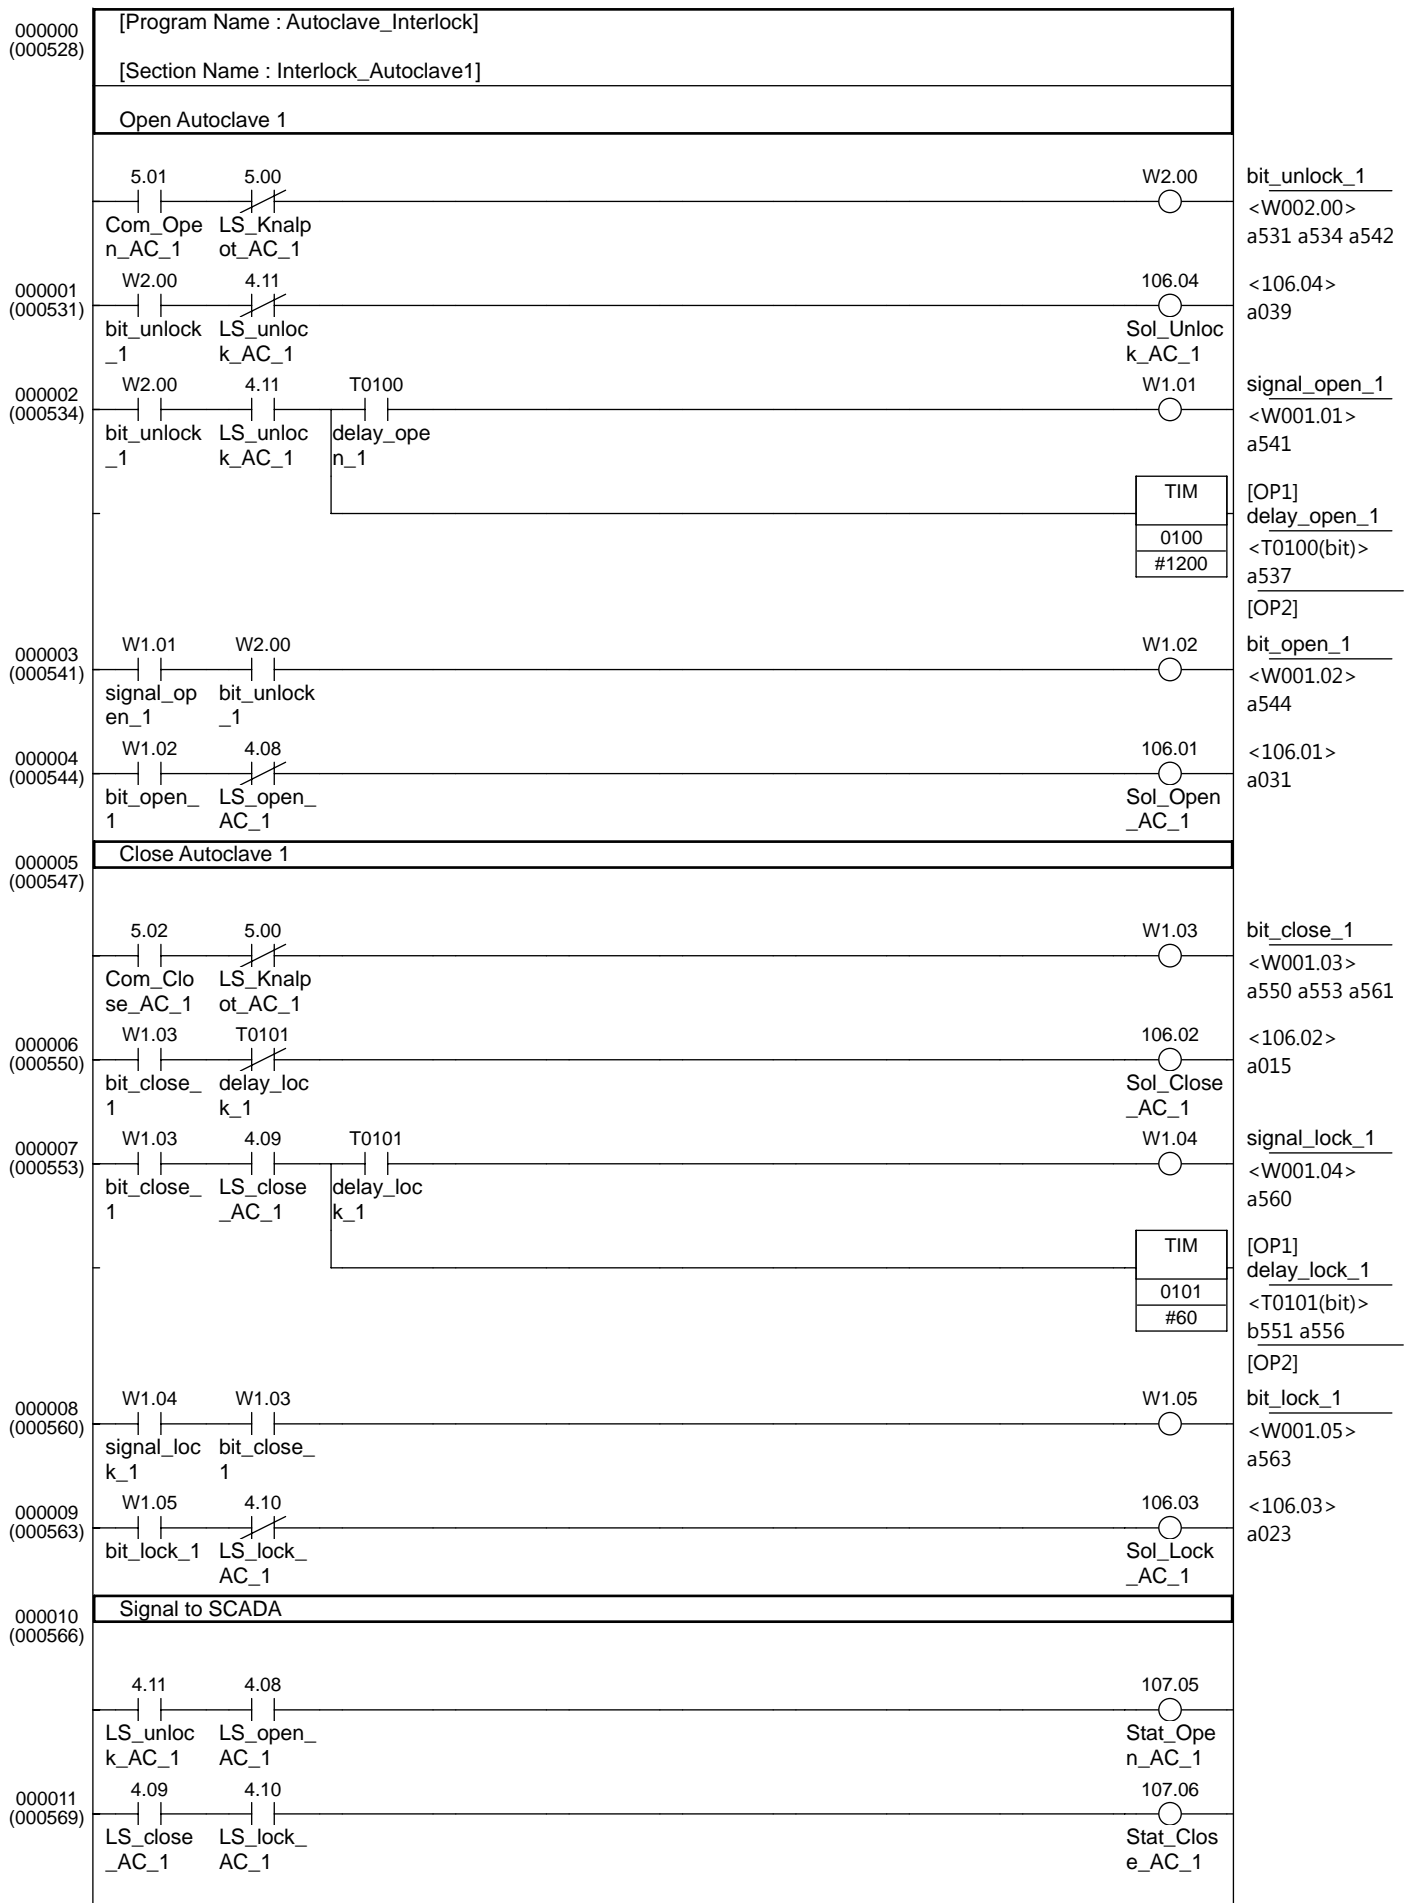 000000
(000528)
[Program Name : Autoclave_Interlock]
[Section Name : Interlock_Autoclave1]
Open Autoclave 1
5.01 5.00 W2.00 bit_unlock_1
Com_Ope LS_Knalp <W002.00>
n_AC_1 ot_AC_1 a531 a534 a542
000001
(000531)
W2.00 4.11 106.04 <106.04>
a039
bit_unlock LS_unloc Sol_Unloc
_1 k_AC_1 k_AC_1
000002
(000534)
W2.00 4.11 T0100 W1.01 signal_open_1
<W001.01>
bit_unlock LS_unloc delay_ope a541
_1 k_AC_1 n_1
TIM [OP1]
delay_open_1
0100 <T0100(bit)>
#1200 a537
[OP2]
000003
(000541)
W1.01 W2.00 W1.02 bit_open_1
<W001.02>
signal_op bit_unlock a544
en_1 _1
000004
(000544)
W1.02 4.08 106.01 <106.01>
a031
bit_open_ LS_open_ Sol_Open
1 AC_1 _AC_1
000005
(000547)
Close Autoclave 1
5.02 5.00 W1.03 bit_close_1
Com_Clo LS_Knalp <W001.03>
se_AC_1 ot_AC_1 a550 a553 a561
000006
(000550)
W1.03 T0101 106.02 <106.02>
a015
bit_close_ delay_loc Sol_Close
1 k_1 _AC_1
000007
(000553)
W1.03 4.09 T0101 W1.04 signal_lock_1
<W001.04>
bit_close_ LS_close delay_loc a560
1 _AC_1 k_1
TIM [OP1]
delay_lock_1
0101 <T0101(bit)>
#60 b551 a556
[OP2]
000008
(000560)
W1.04 W1.03 W1.05 bit_lock_1
<W001.05>
signal_loc bit_close_ a563
k_1 1
000009
(000563)
W1.05 4.10 106.03 <106.03>
a023
bit_lock_1 LS_lock_ Sol_Lock
AC_1 _AC_1
000010
(000566)
Signal to SCADA
4.11 4.08 107.05
LS_unloc LS_open_ Stat_Ope
k_AC_1 AC_1 n_AC_1
000011
(000569)
4.09 4.10 107.06
LS_close LS_lock_ Stat_Clos
_AC_1 AC_1 e_AC_1